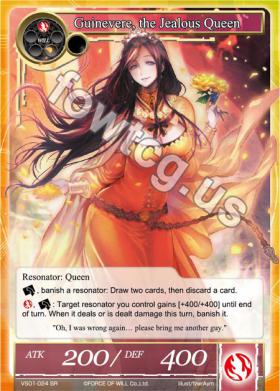 Guinevere, the Jealous Queen
WILL
fowtcg.us
Resonator: Queen
, banish a resonator: Draw two cards, then discard a card.
: Target resonator you control gains [+400/+400] until end
of turn. When it deals or is dealt damage this turn, banish it.
"Oh, I was wrong again... please bring me another guy."
ATK 200/ DEF 400
VS01-024 SR ©FORCE OF WILL Co.,Ltd.